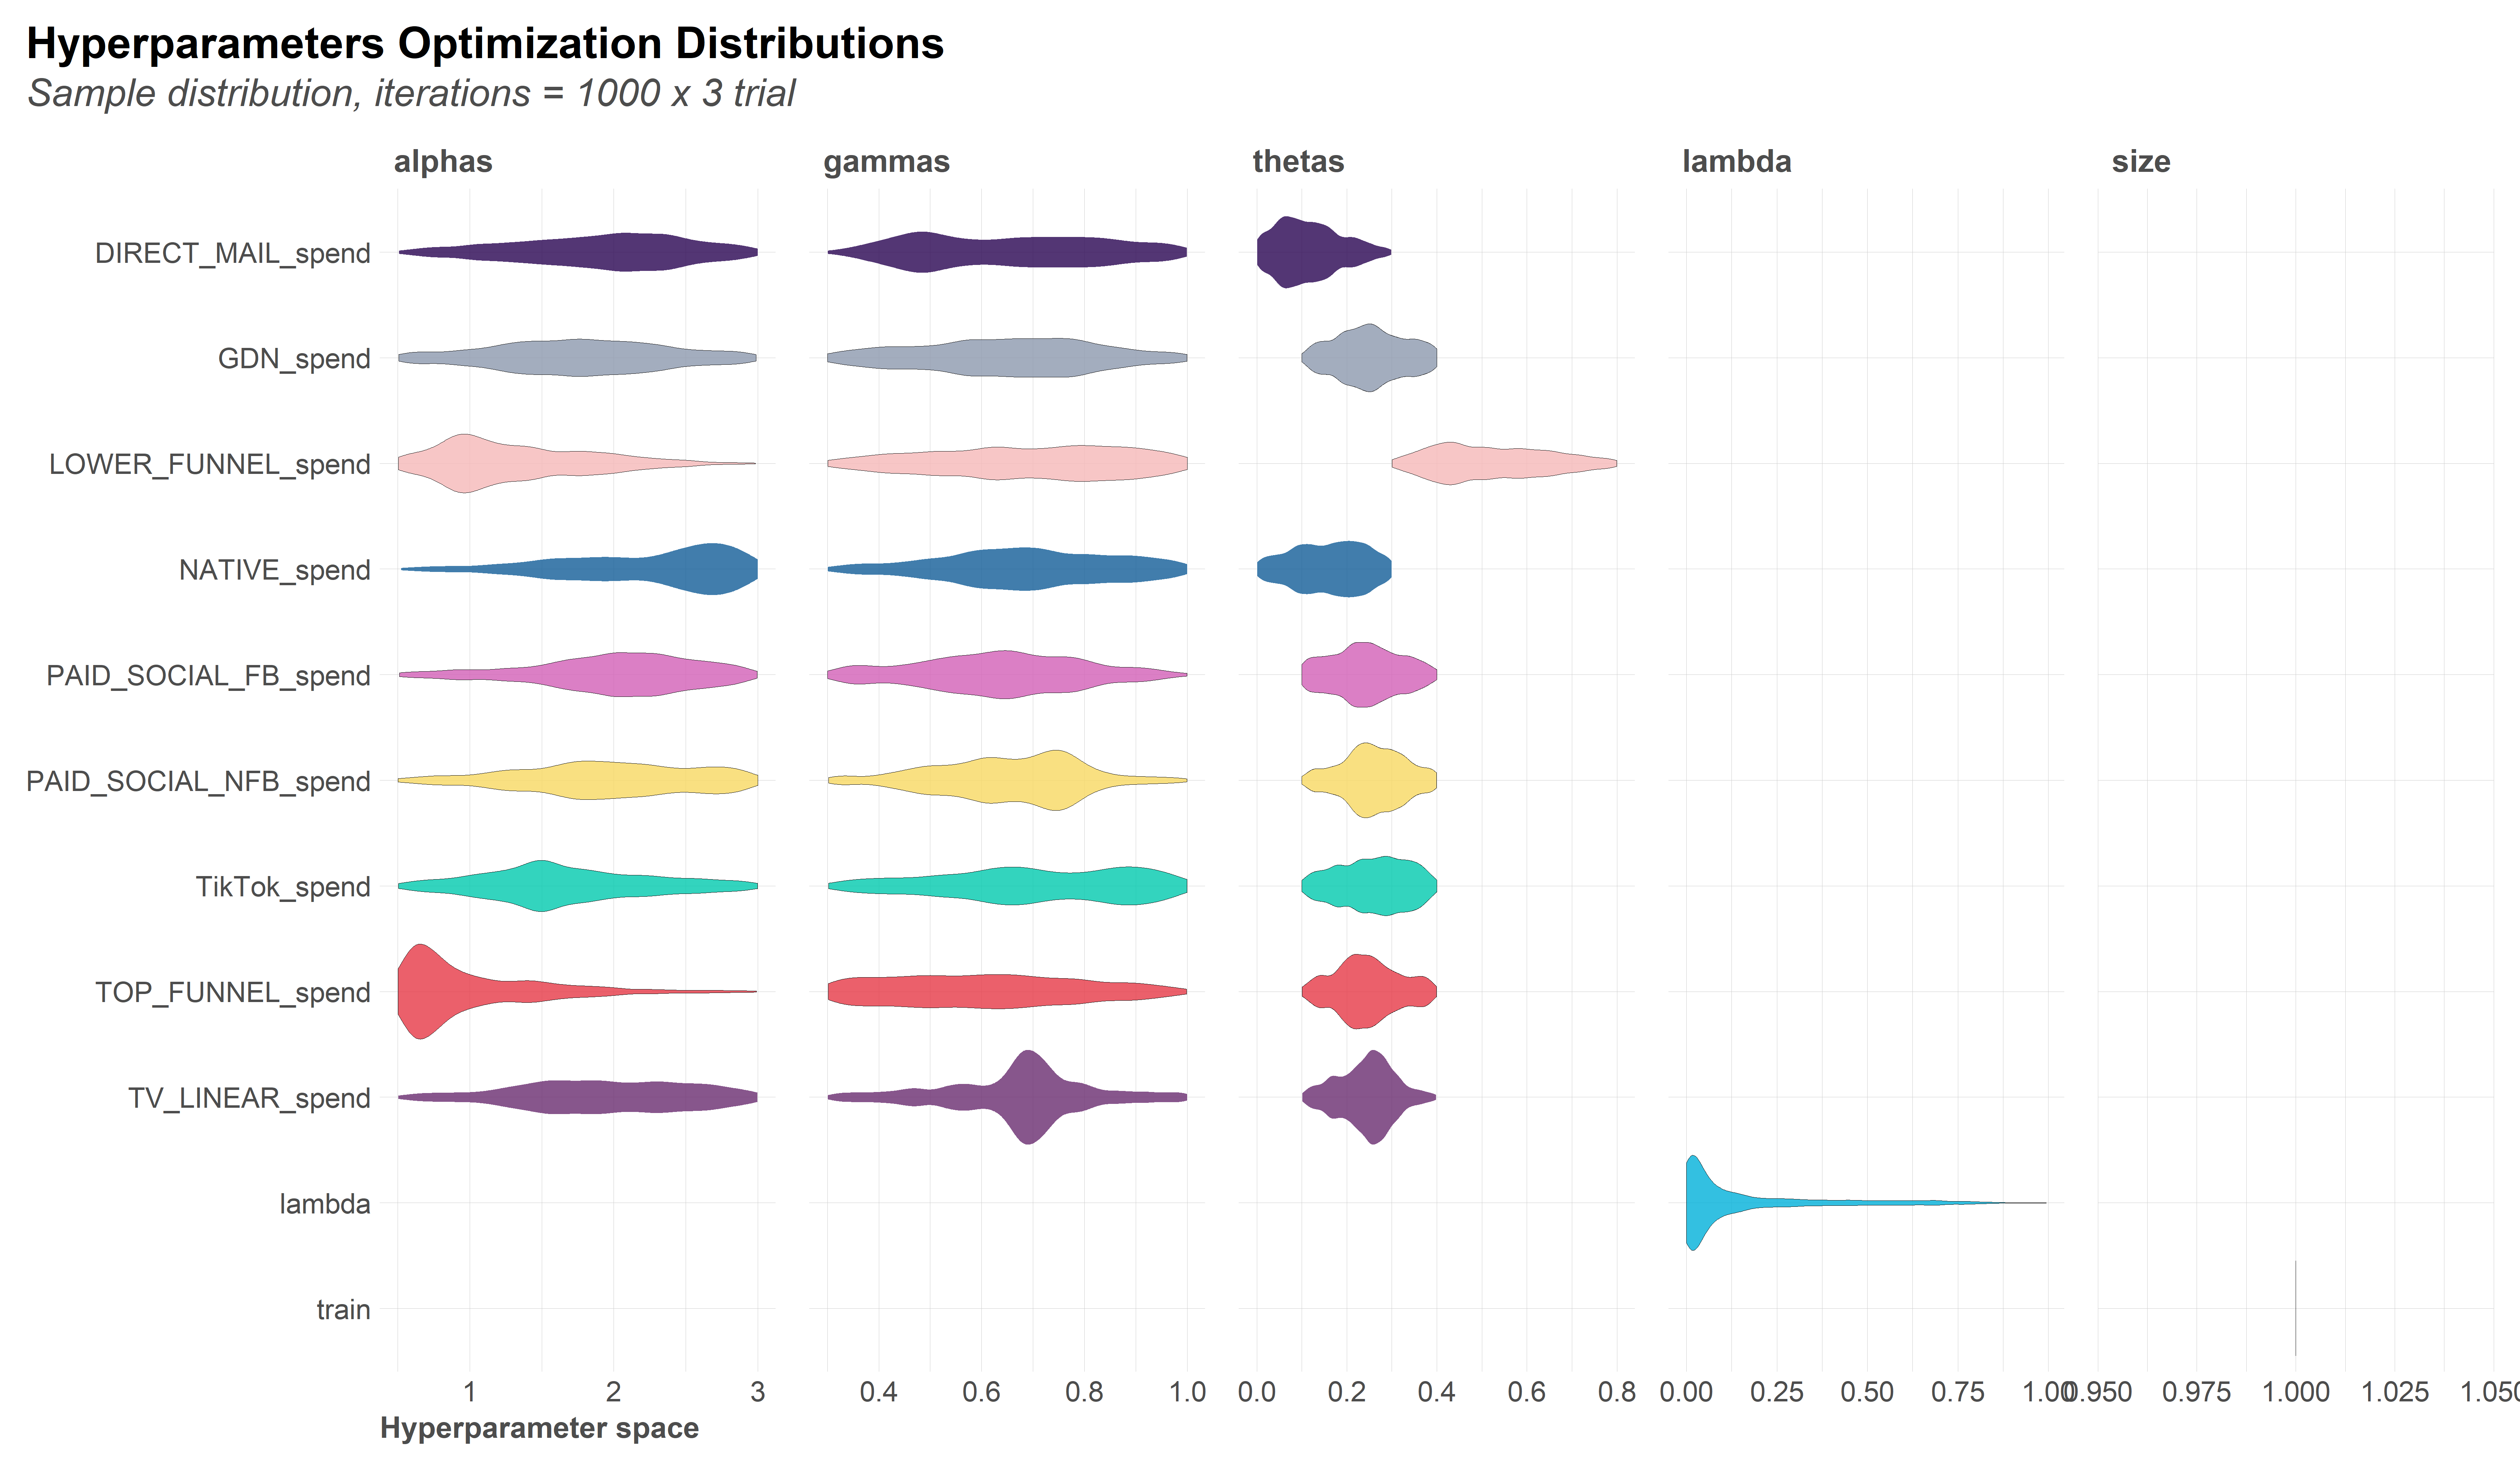 Hyperparameters Optimization Distributions
Sample distribution, iterations = 1000 x 3 trial
alphas gammas thetas lambda size
DIRECT_MAIL_spend
GDN_spend
LOWER_FUNNEL_spend
NATIVE_spend
PAID_SOCIAL_FB_spend
PAID_SOCIAL_NFB_spend
TikTok_spend
TOP_FUNNEL_spend
TV_LINEAR_spend
lambda
train
1 2 3 0.4 0.6 0.8 1.0 0.0 0.2 0.4 0.6 0.8 0.00 0.25 0.50 0.75 1.00 0.950 0.975 1.000 1.025 1.050
Hyperparameter space